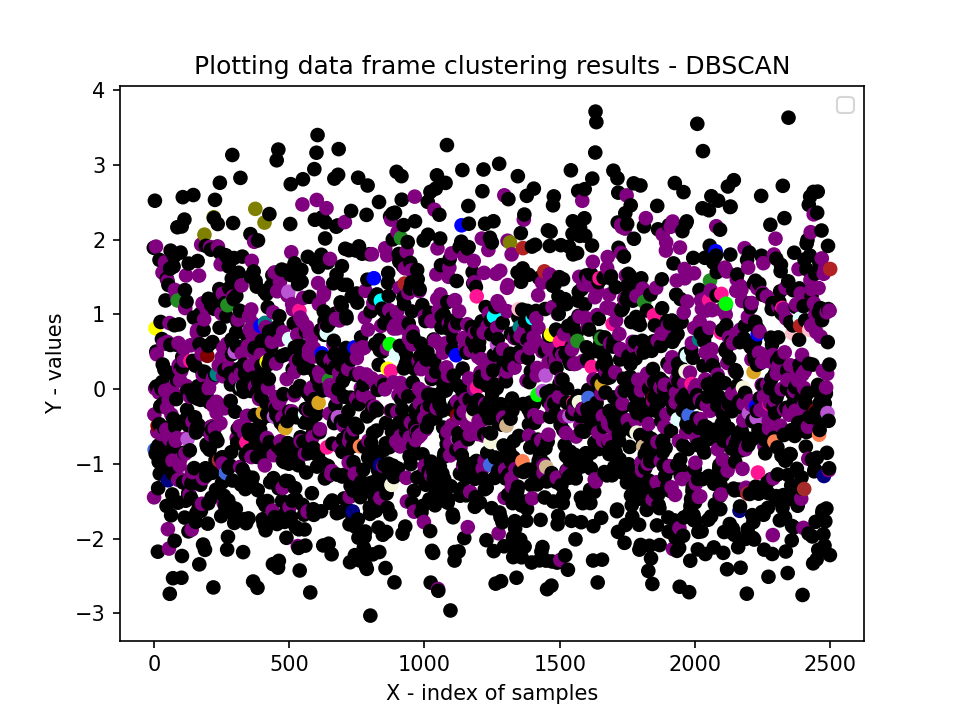 Plotting data frame clustering results - DBSCAN
4
3
2
1
0
−1
−2
−3
Y - values
0 500 1000 1500 2000 2500
X - index of samples